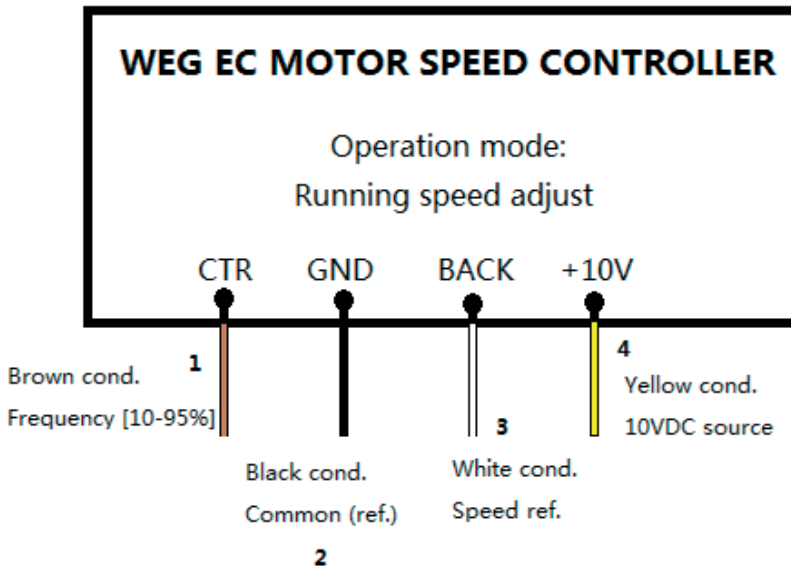 WEG EC MOTOR SPEED CONTROLLER
Operation mode:
Running speed adjust
CTR GND BACK +10V
1
Brown cond.
Frequency [10-95%]
Black cond.
Common (ref.)
2
3
White cond.
Speed ref.
4
Yellow cond.
10VDC source